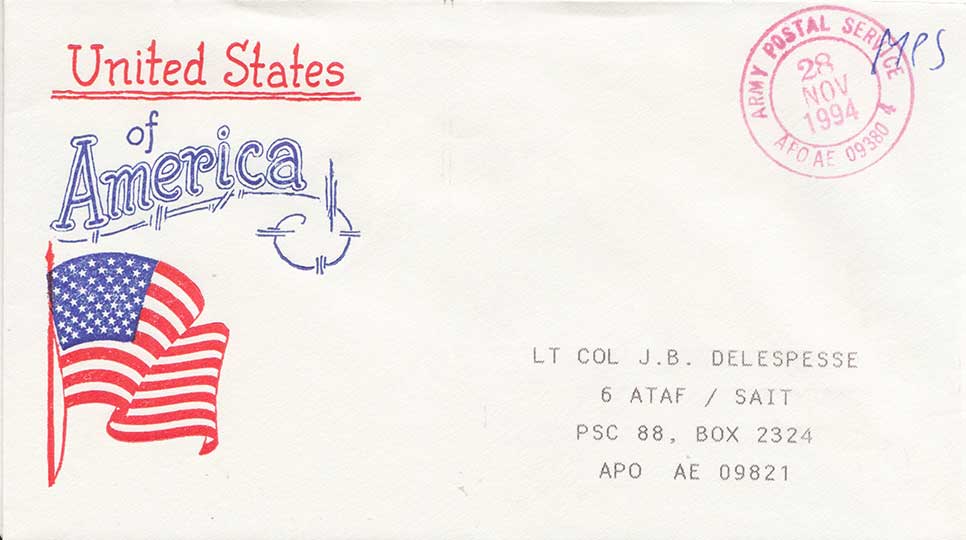 United States
of
America
ARMY POSTAL SERVICE
28
NOV
1994
APO AE 09380
MPS
LT COL J.B. DELESPESSE
6 ATAF / SAIT
PSC 88, BOX 2324
APO AE 09821